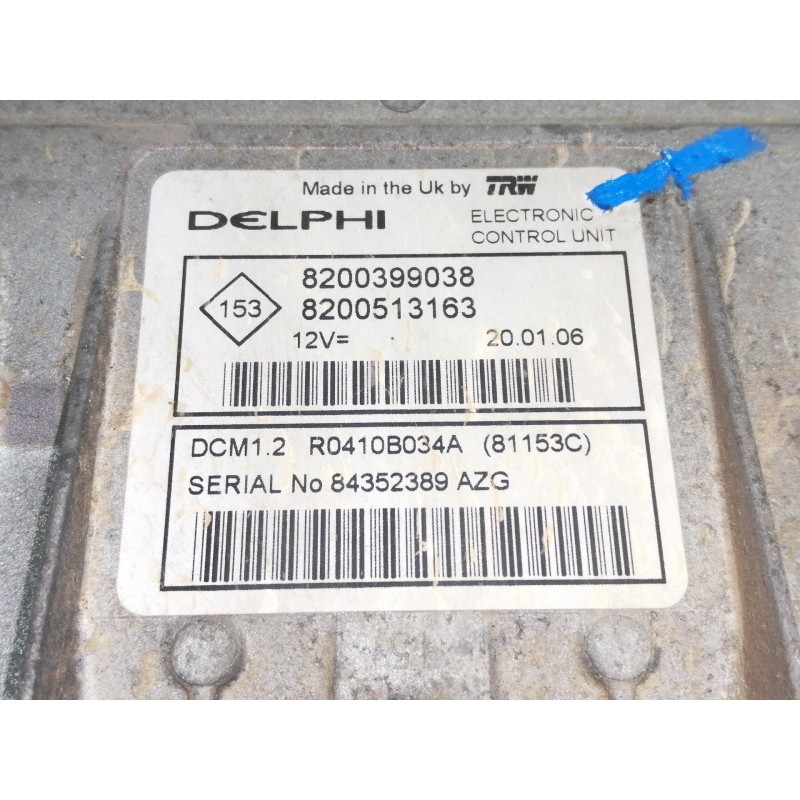 Made in the Uk by TRW
DELPHI
ELECTRONIC
CONTROL UNIT
153
8200399038
8200513163
12V=
20.01.06
DCM1.2 R0410B034A (81153C)
SERIAL No 84352389 AZG